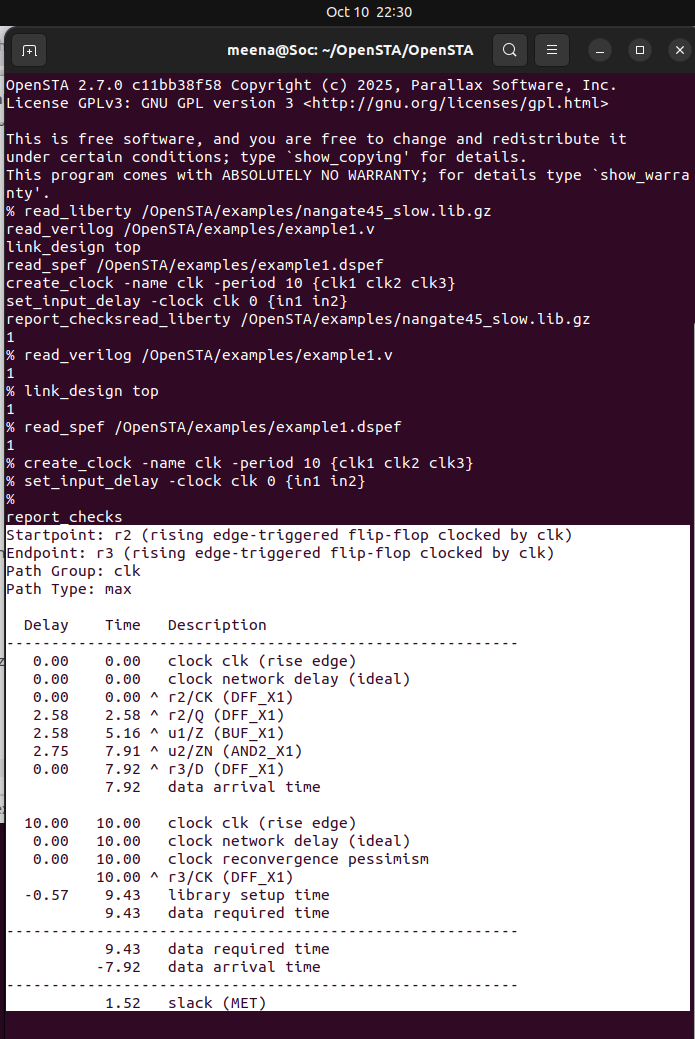 Oct 10 22:30
meena@Soc: ~/OpenSTA/OpenSTA
OpenSTA 2.7.0 c11bb38f58 Copyright (c) 2025, Parallax Software, Inc.
License GPLv3: GNU GPL version 3 <http://gnu.org/licenses/gpl.html>

This is free software, and you are free to change and redistribute it
under certain conditions; type `show_copying' for details.
This program comes with ABSOLUTELY NO WARRANTY; for details type `show_warra
nty'.
% read_liberty /OpenSTA/examples/nangate45_slow.lib.gz
read_verilog /OpenSTA/examples/example1.v
link_design top
read_spef /OpenSTA/examples/example1.dspef
create_clock -name clk -period 10 {clk1 clk2 clk3}
set_input_delay -clock clk 0 {in1 in2}
report_checksread_liberty /OpenSTA/examples/nangate45_slow.lib.gz
1
% read_verilog /OpenSTA/examples/example1.v
1
% link_design top
1
% read_spef /OpenSTA/examples/example1.dspef
1
% create_clock -name clk -period 10 {clk1 clk2 clk3}
% set_input_delay -clock clk 0 {in1 in2}
%
report_checks
Startpoint: r2 (rising edge-triggered flip-flop clocked by clk)
Endpoint: r3 (rising edge-triggered flip-flop clocked by clk)
Path Group: clk
Path Type: max

  Delay    Time   Description
---------------------------------------------------------
   0.00    0.00   clock clk (rise edge)
   0.00    0.00   clock network delay (ideal)
   0.00    0.00 ^ r2/CK (DFF_X1)
   2.58    2.58 ^ r2/Q (DFF_X1)
   2.58    5.16 ^ u1/Z (BUF_X1)
   2.75    7.91 ^ u2/ZN (AND2_X1)
   0.00    7.92 ^ r3/D (DFF_X1)
           7.92   data arrival time

  10.00   10.00   clock clk (rise edge)
   0.00   10.00   clock network delay (ideal)
   0.00   10.00   clock reconvergence pessimism
          10.00 ^ r3/CK (DFF_X1)
  -0.57    9.43   library setup time
           9.43   data required time
---------------------------------------------------------
           9.43   data required time
          -7.92   data arrival time
---------------------------------------------------------
           1.52   slack (MET)